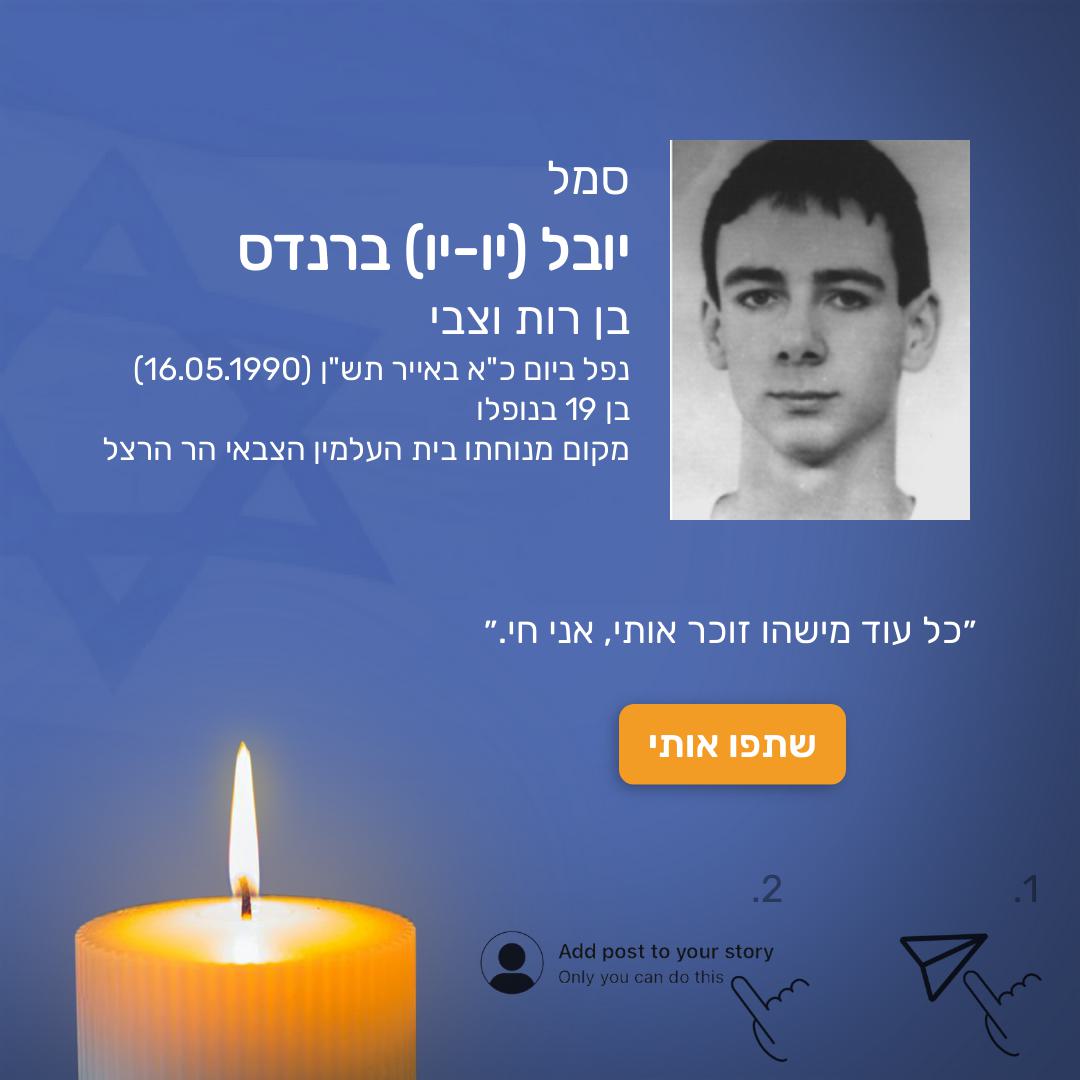 סמל
יובל (יו-יו) ברנדס
בן רות וצבי
נפל ביום כ"א באייר תש"ן (16.05.1990)
בן 19 בנופלו
מקום מנוחתו בית העלמין הצבאי הר הרצל
״כל עוד מישהו זוכר אותי, אני חי.״
שתפו אותי
1.
2.
Add post to your story
Only you can do this